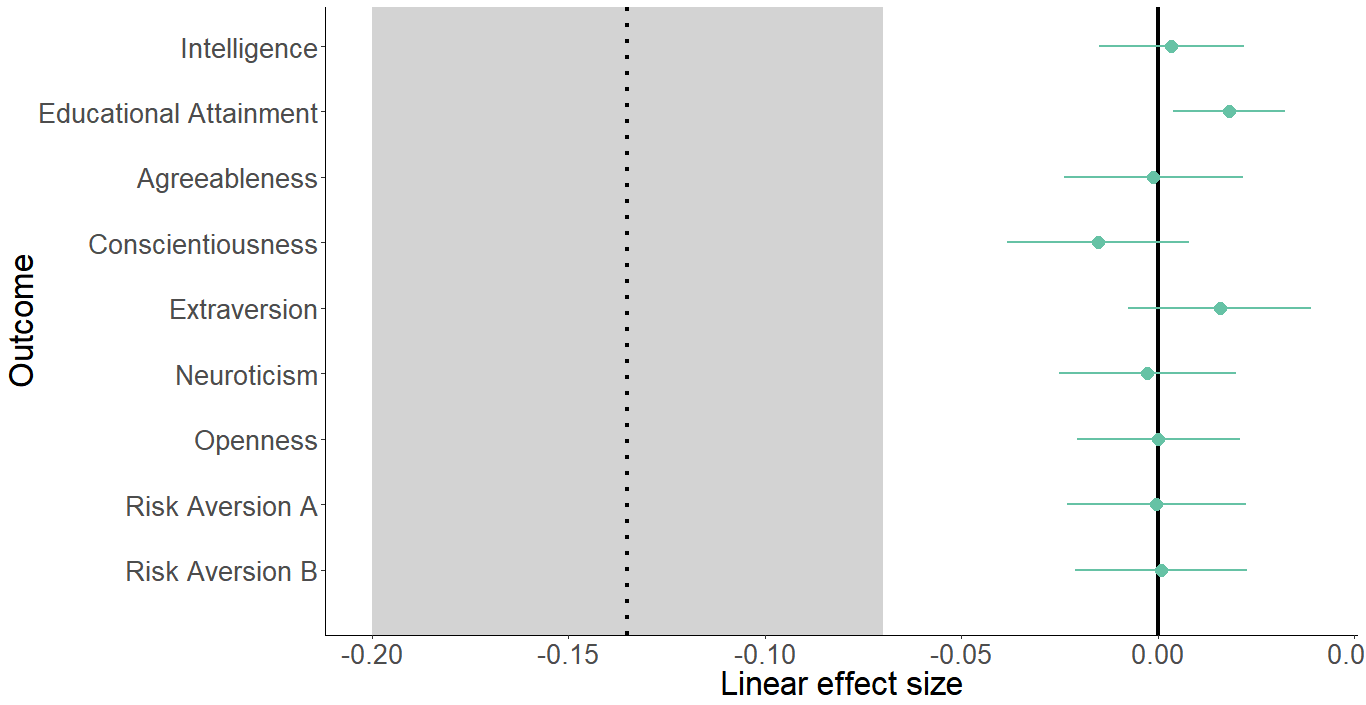 Intelligence
Educational Attainment
Agreeableness
Conscientiousness
Extraversion
Neuroticism
Openness
Risk Aversion A
Risk Aversion B
Outcome
-0.20 -0.15 -0.10 -0.05 0.00 0.0
Linear effect size